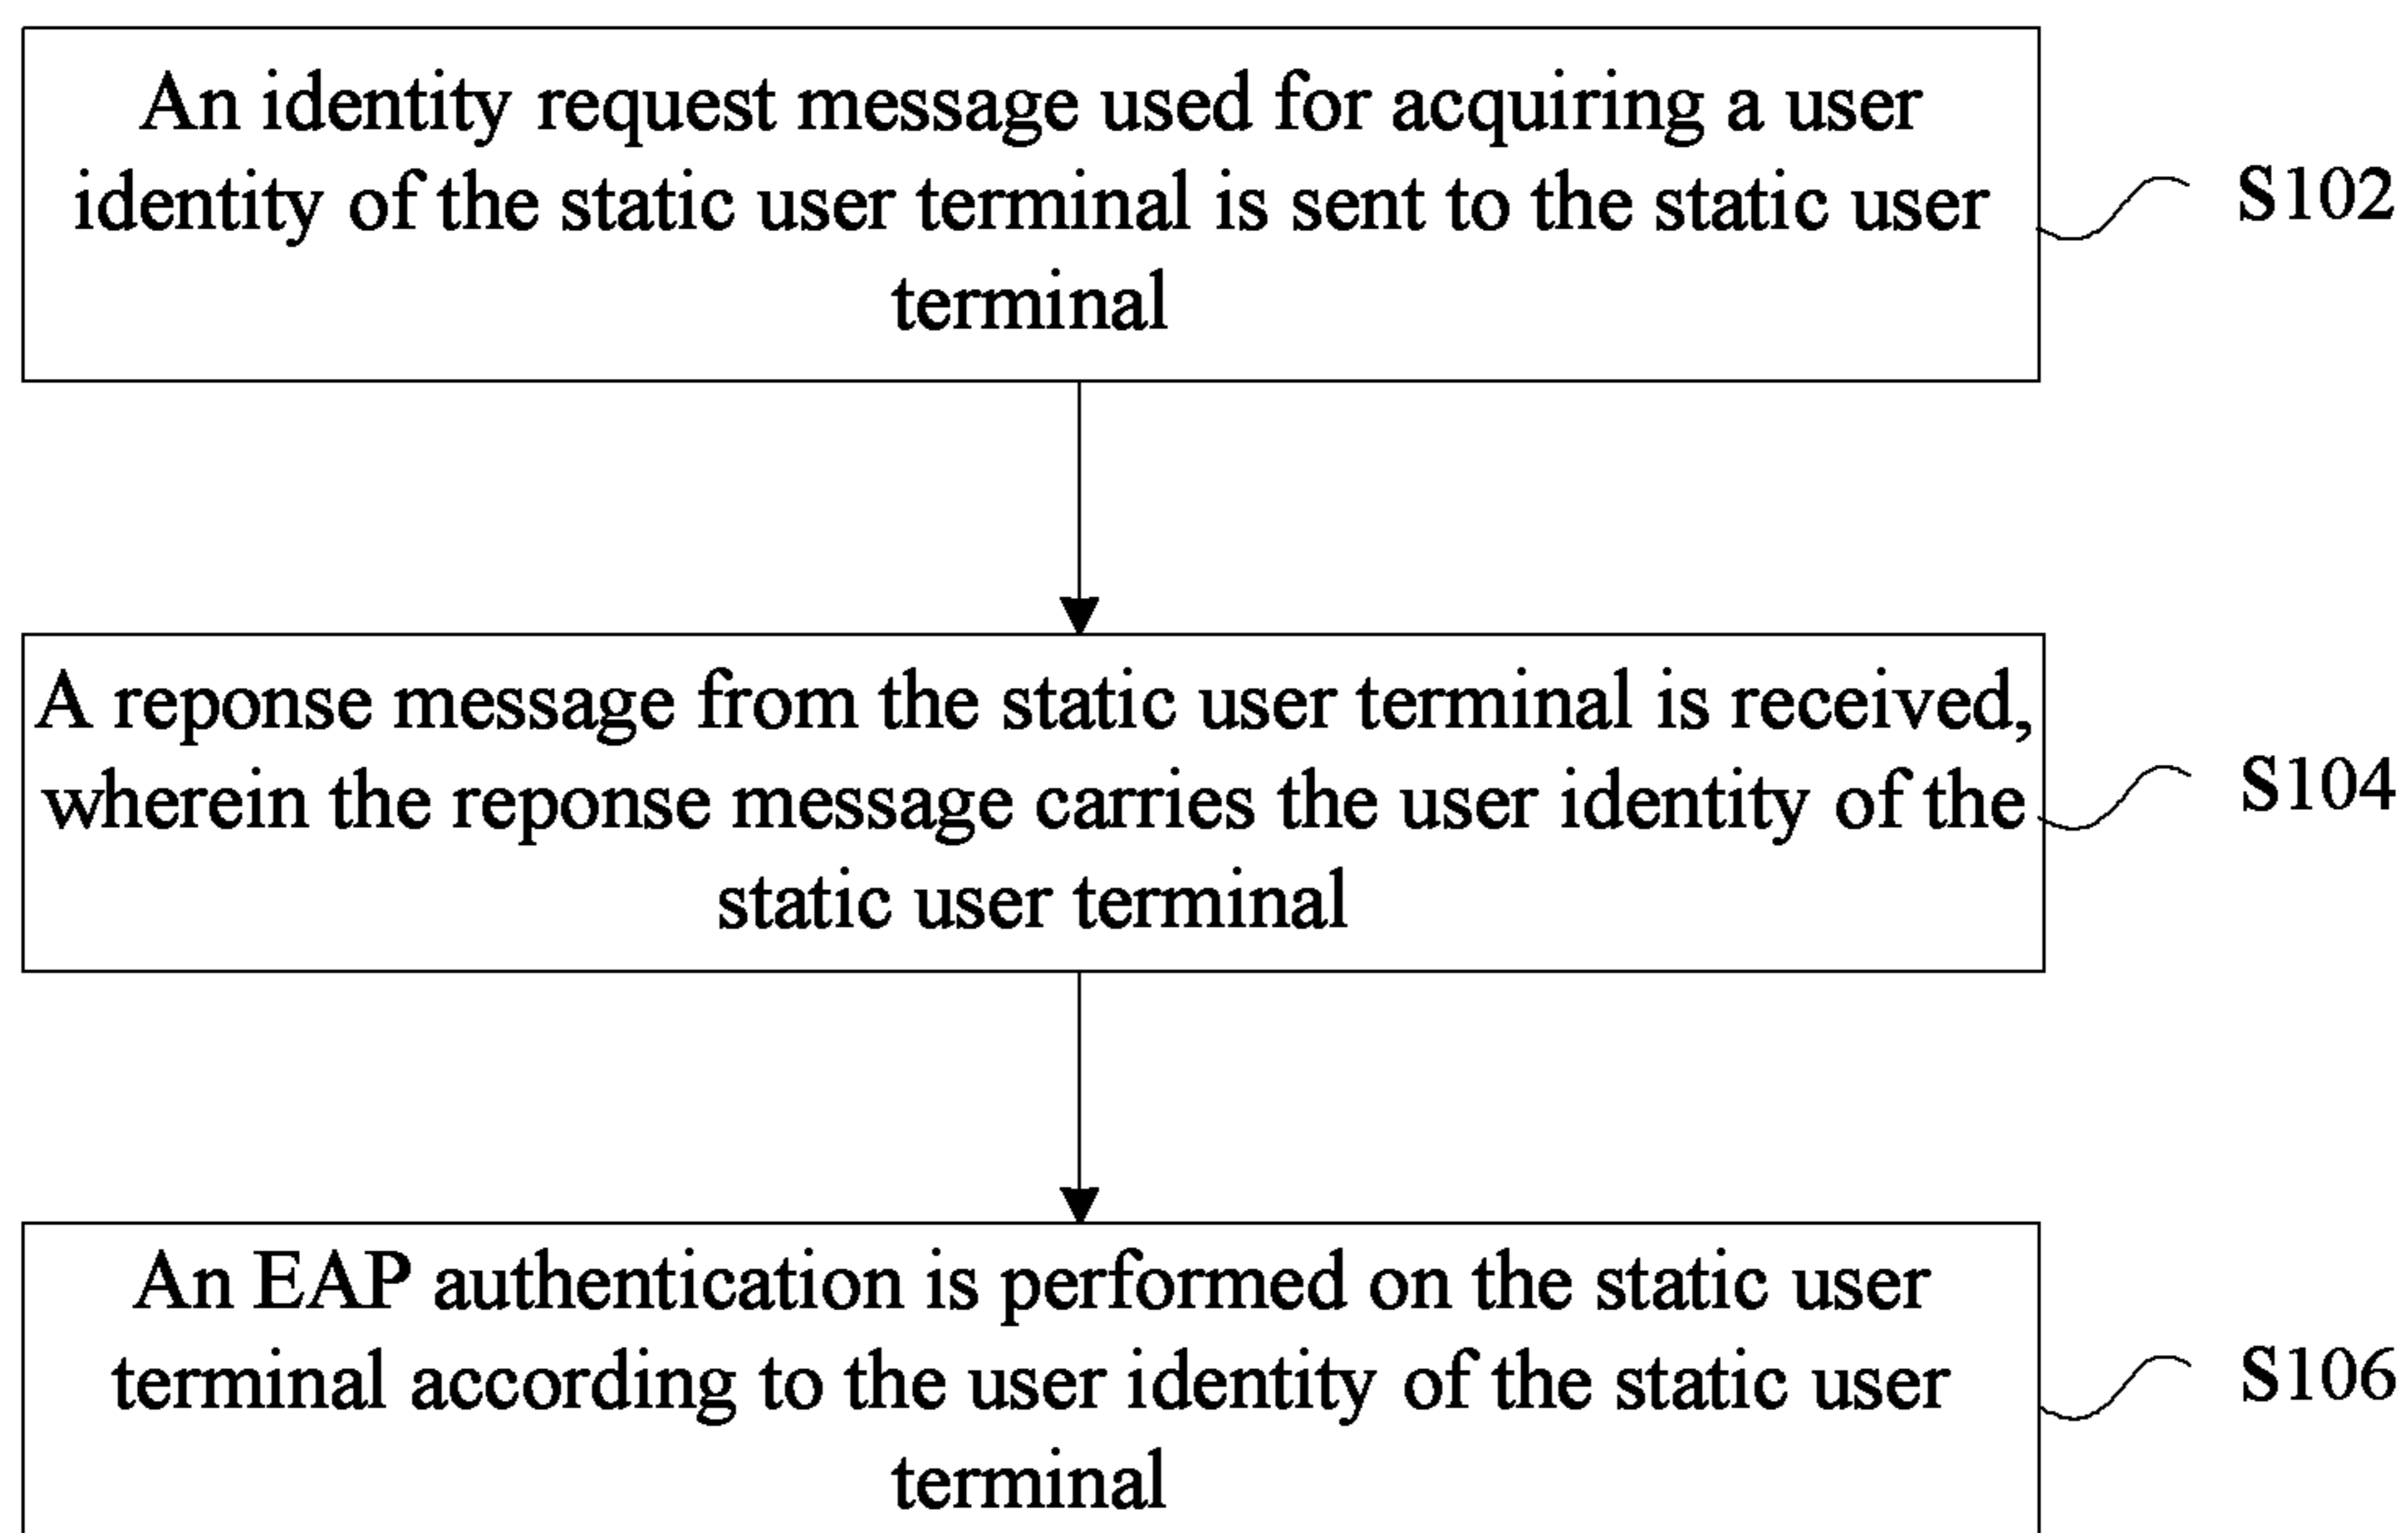 An identity request message used for acquiring a user
identity of the static user terminal is sent to the static user
terminal
S102
A reponse message from the static user terminal is received,
wherein the reponse message carries the user identity of the
static user terminal
S104
An EAP authentication is performed on the static user
terminal according to the user identity of the static user
terminal
S106